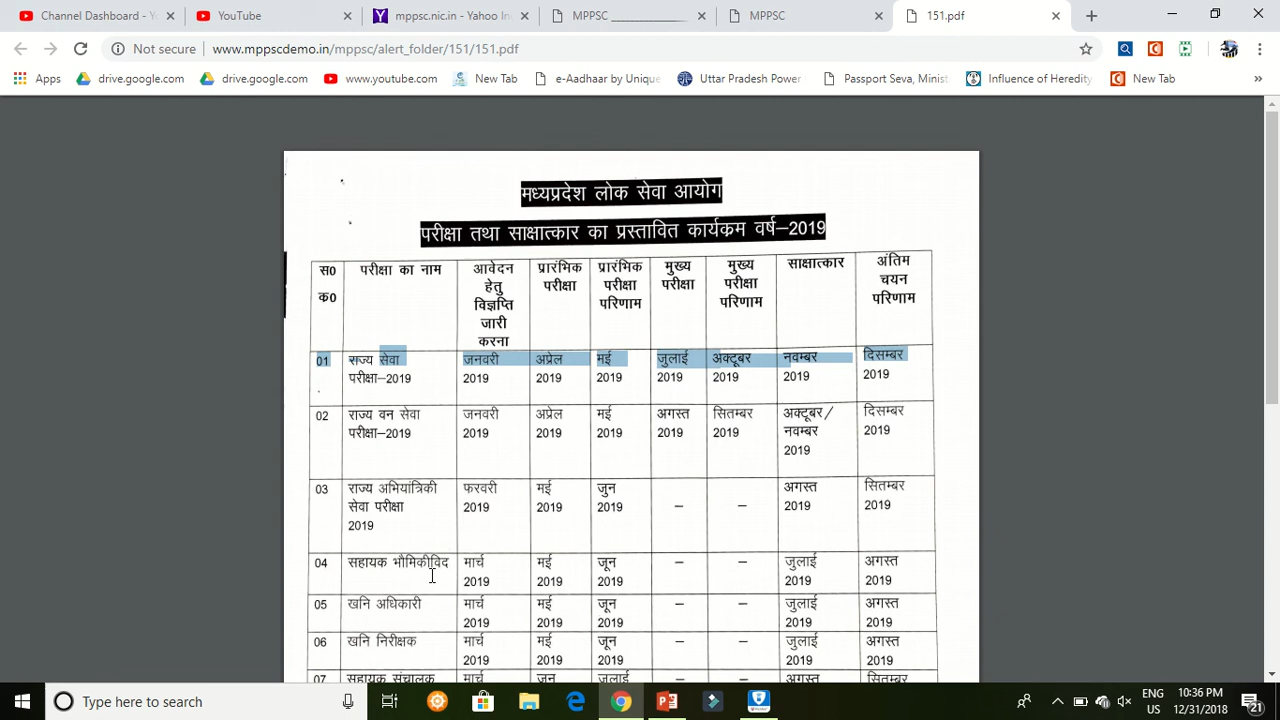 Channel Dashboard - Y
YouTube
mppsc.nic.in - Yahoo In
MPPSC ____________
MPPSC
151.pdf
Not secure
www.mppscdemo.in/mppsc/alert_folder/151/151.pdf
Apps
drive.google.com
drive.google.com
www.youtube.com
New Tab
e-Aadhaar by Unique
Uttar Pradesh Power
Passport Seva, Minist
Influence of Heredity
New Tab
»
मध्यप्रदेश लोक सेवा आयोग
परीक्षा तथा साक्षात्कार का प्रस्तावित कार्यक्रम वर्ष–2019
स0 क0 परीक्षा का नाम आवेदन हेतु विज्ञप्ति जारी करना प्रारंभिक परीक्षा प्रारंभिक परीक्षा परिणाम मुख्य परीक्षा मुख्य परीक्षा परिणाम साक्षात्कार अंतिम चयन परिणाम
01 राज्य सेवा परीक्षा–2019 जनवरी 2019 अप्रेल 2019 मई 2019 जुलाई 2019 अक्टूबर 2019 नवम्बर 2019 दिसम्बर 2019
02 राज्य वन सेवा परीक्षा–2019 जनवरी 2019 अप्रेल 2019 मई 2019 अगस्त 2019 सितम्बर 2019 अक्टूबर/ नवम्बर 2019 दिसम्बर 2019
03 राज्य अभियांत्रिकी सेवा परीक्षा 2019 फरवरी 2019 मई 2019 जुन 2019 – – अगस्त 2019 सितम्बर 2019
04 सहायक भौमिकीविद मार्च 2019 मई 2019 जून 2019 – – जुलाई 2019 अगस्त 2019
05 खनि अधिकारी मार्च 2019 मई 2019 जून 2019 – – जुलाई 2019 अगस्त 2019
06 खनि निरीक्षक मार्च 2019 मई 2019 जून 2019 – – जुलाई 2019 अगस्त 2019
07 सहायक संचालक मार्च जून जुलाई – – अगस्त सितम्बर
Type here to search
ENG
US
10:36 PM
12/31/2018
21